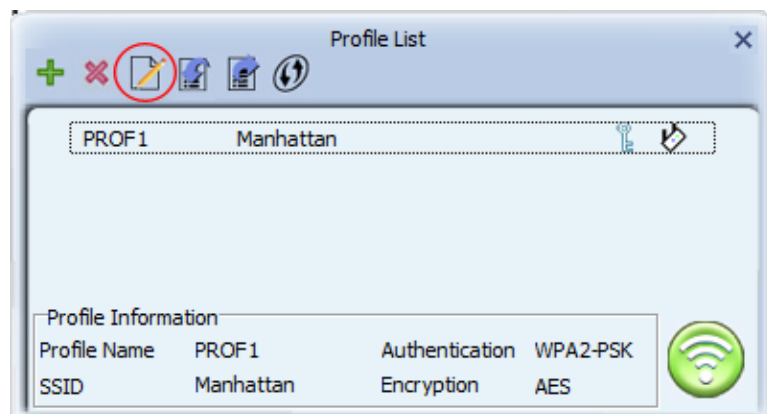 Profile List
PROF1 Manhattan
Profile Information
Profile Name PROF1 Authentication WPA2-PSK
SSID Manhattan Encryption AES